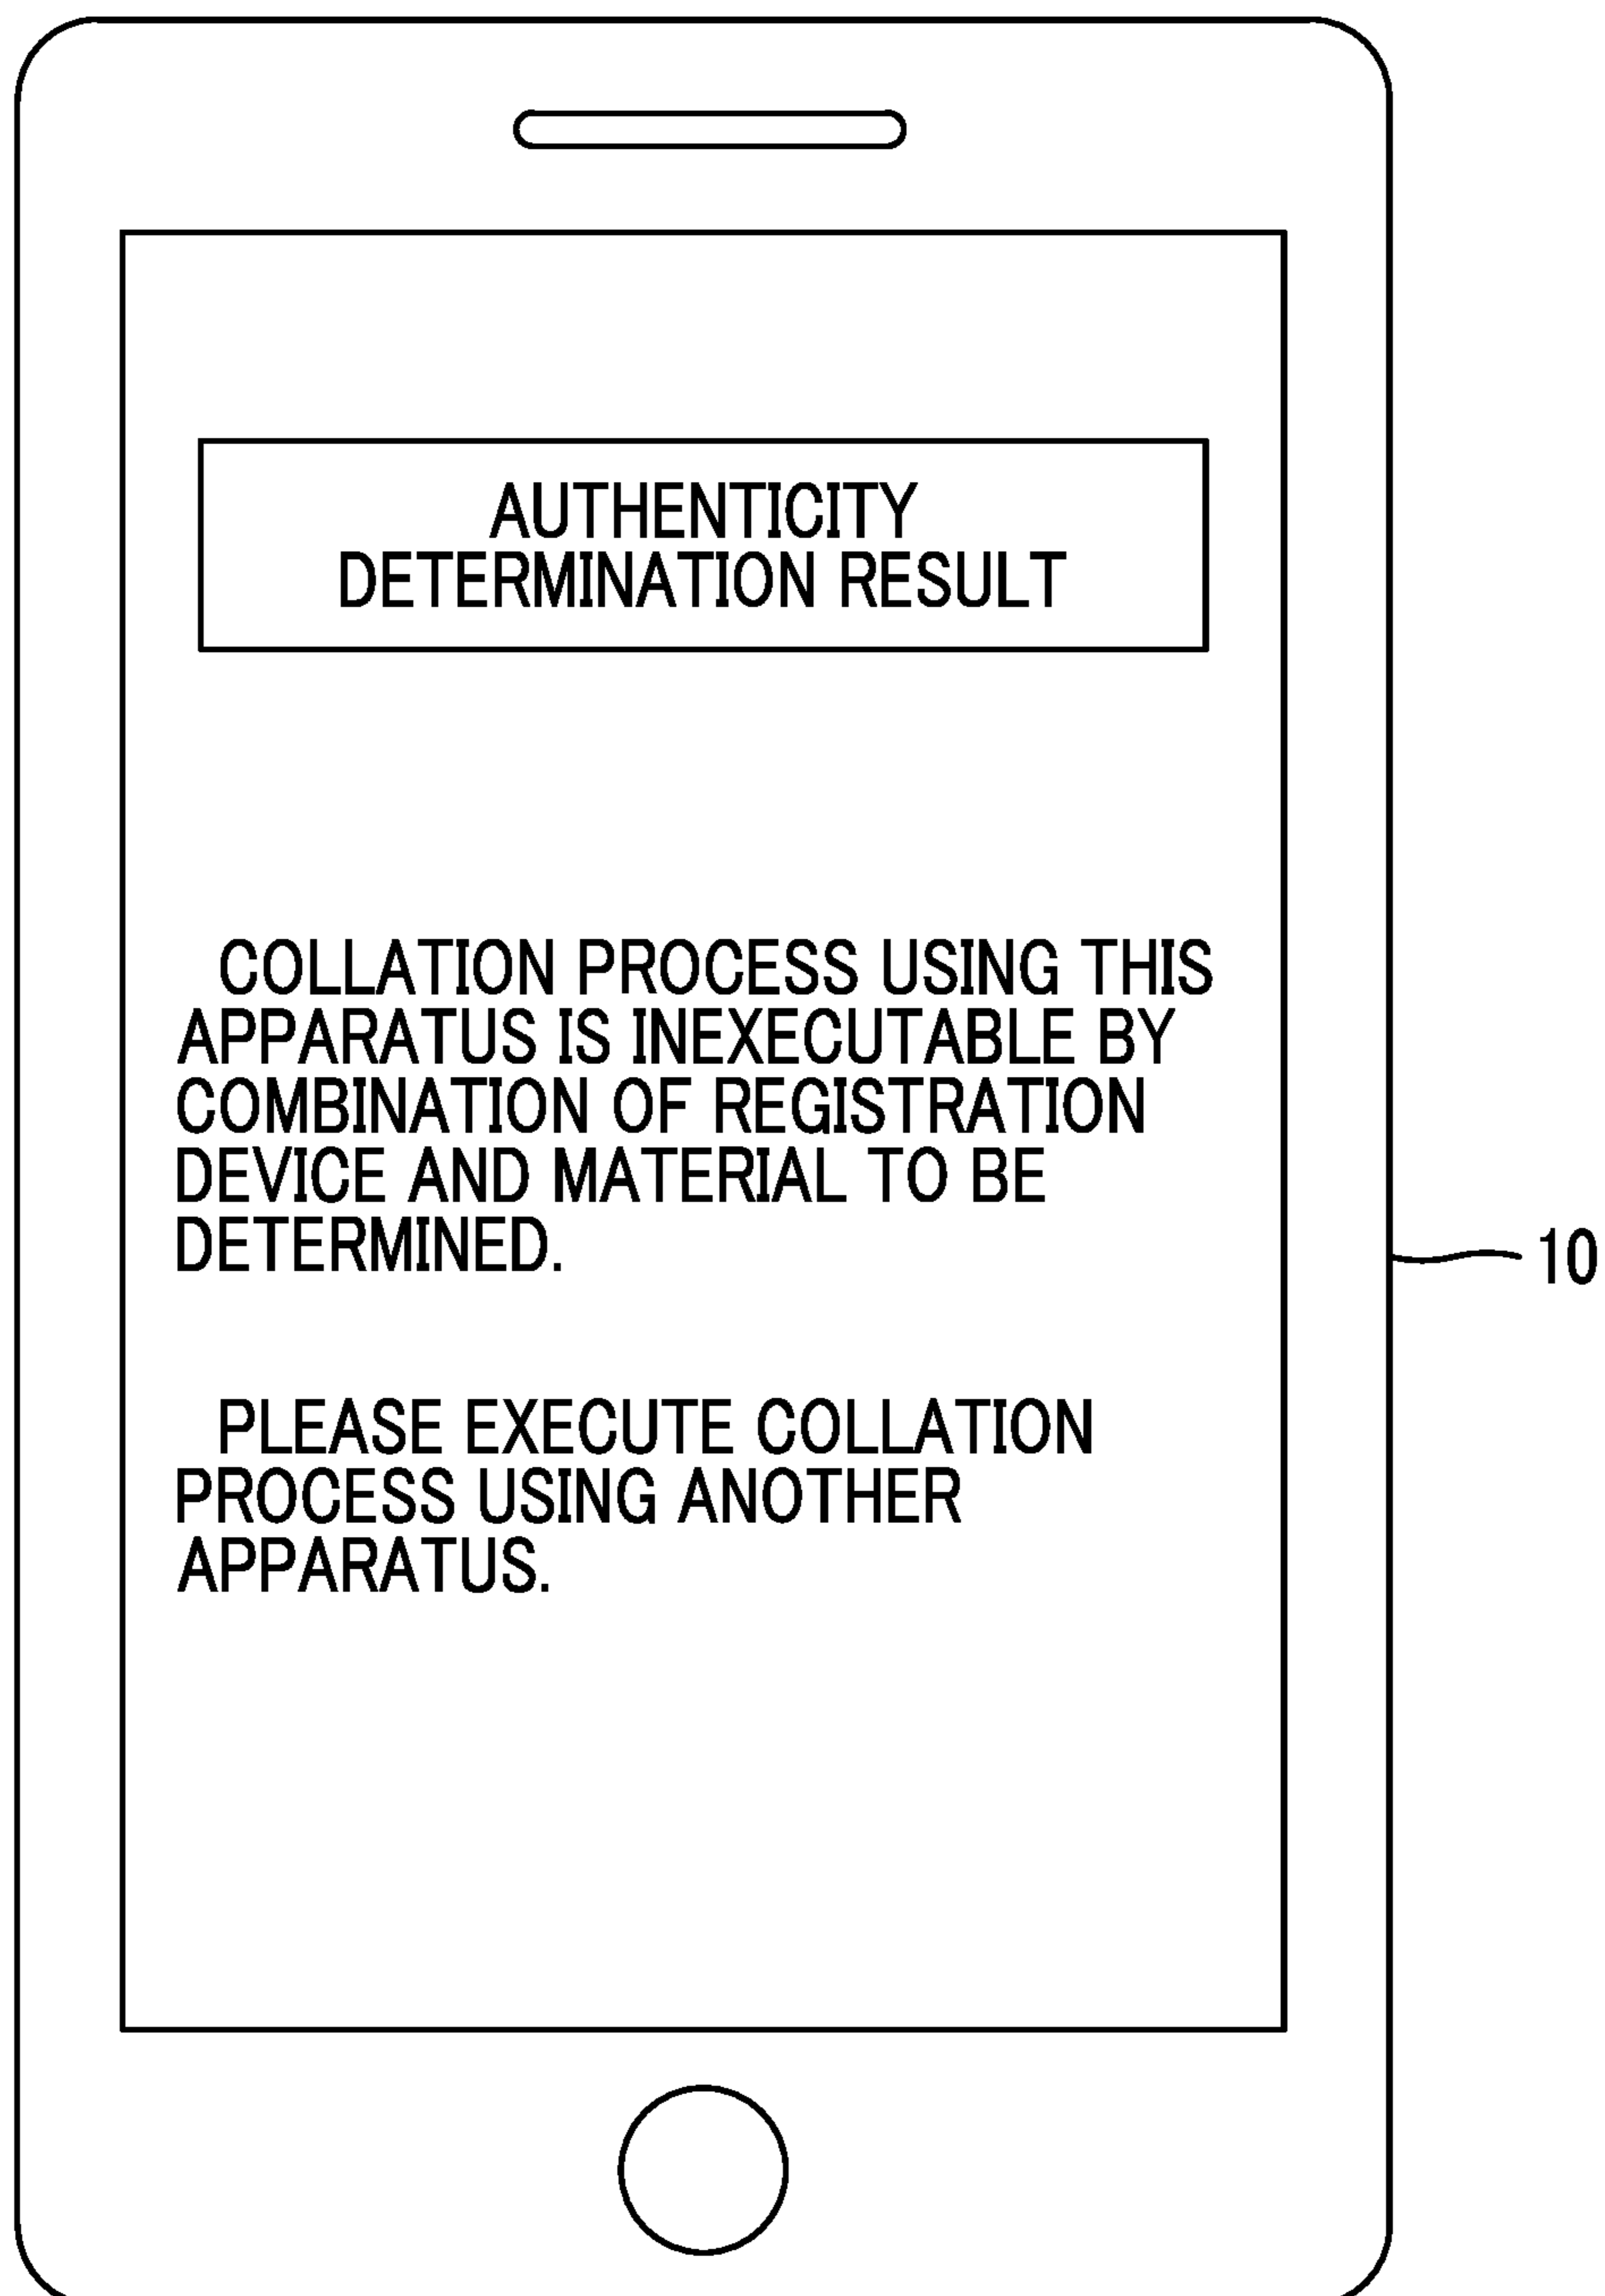 AUTHENTICITY
DETERMINATION RESULT
COLLATION PROCESS USING THIS
APPARATUS IS INEXECUTABLE BY
COMBINATION OF REGISTRATION
DEVICE AND MATERIAL TO BE
DETERMINED.
10
PLEASE EXECUTE COLLATION
PROCESS USING ANOTHER
APPARATUS.